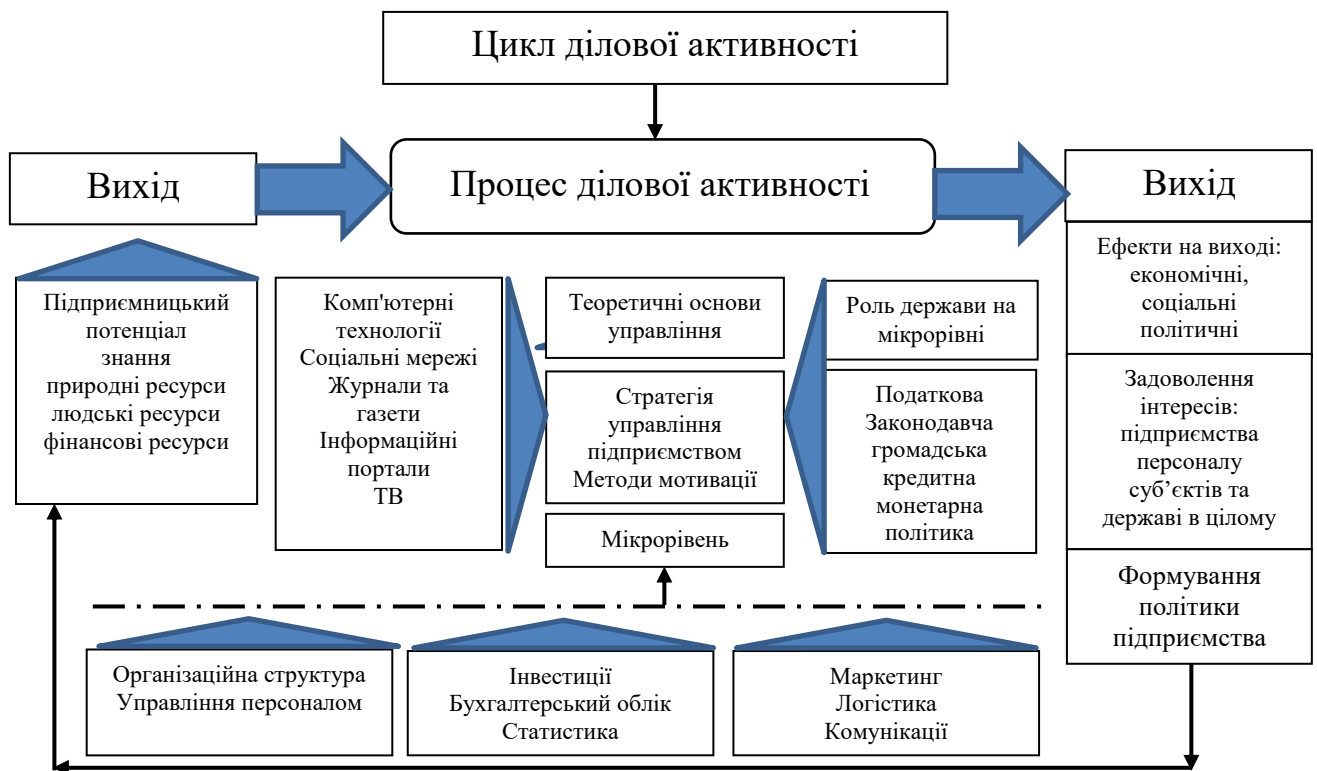 Цикл ділової активності
Вихід
Процес ділової активності
Вихід
Підприємницький
потенціал
знання
природні ресурси
людські ресурси
фінансові ресурси
Комп'ютерні
технології
Соціальні мережі
Журнали та
газети
Інформаційні
портали
ТВ
Теоретичні основи
управління
Стратегія
управління
підприємством
Методи мотивації
Мікрорівень
Роль держави на
мікрорівні
Податкова
Законодавча
громадська
кредитна
монетарна
політика
Ефекти на виході:
економічні,
соціальні
політичні
Задоволення
інтересів:
підприємства
персоналу
суб’єктів та
державі в цілому
Формування
політики
підприємства
Організаційна структура
Управління персоналом
Інвестиції
Бухгалтерський облік
Статистика
Маркетинг
Логістика
Комунікації